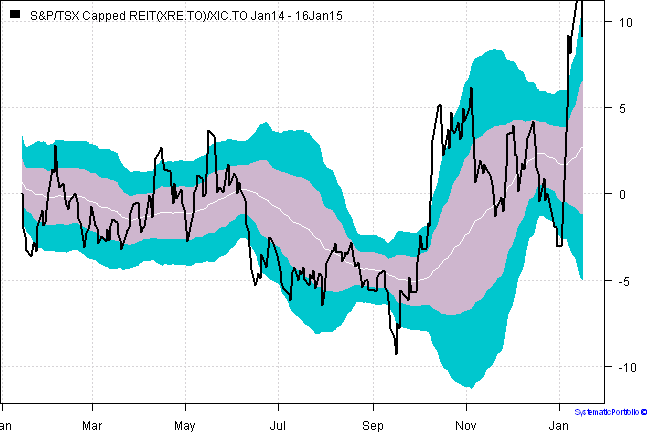 S&P/TSX Capped REIT(XRE.TO)/XIC.TO Jan14 - 16Jan15
10
5
0
-5
-10
an Mar May Jul Sep Nov Jan
SystematicPortfolio ©